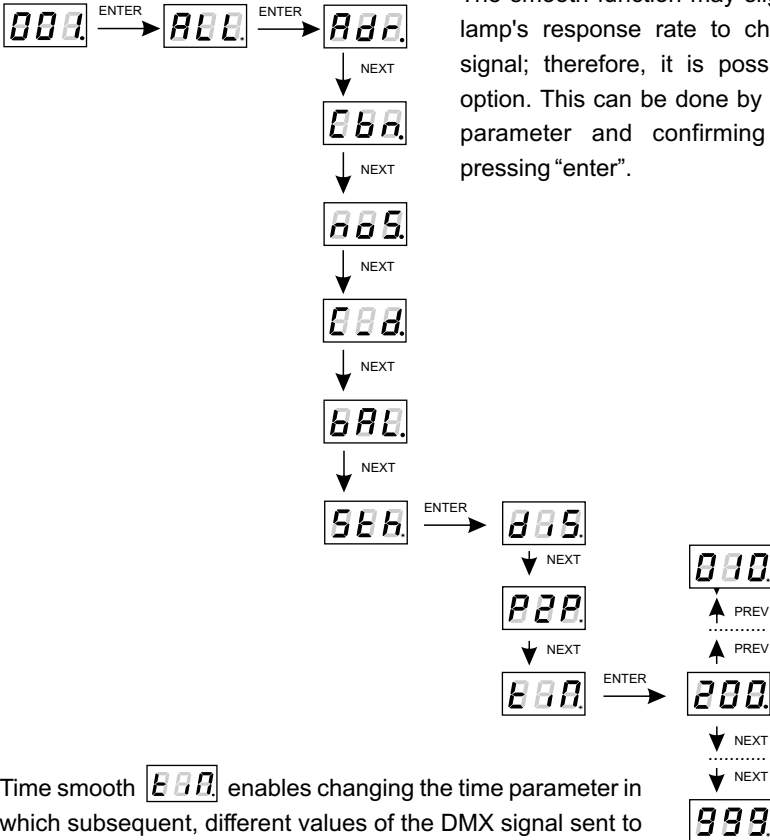 001. ENTER ALL. ENTER Adr.
NEXT
Cbn.
NEXT
noS.
NEXT
C_d.
NEXT
bAL.
NEXT
Sth. ENTER diS.
NEXT
P2P.
NEXT
tiM. ENTER 200.
010.
PREV
PREV
NEXT
NEXT
999.
The smooth function may
lamp's response rate to
signal; therefore, it is
option. This can be done by
parameter and confirming
pressing “enter”.
Time smooth tiM. enables changing the time parameter in
which subsequent, different values of the DMX signal sent to